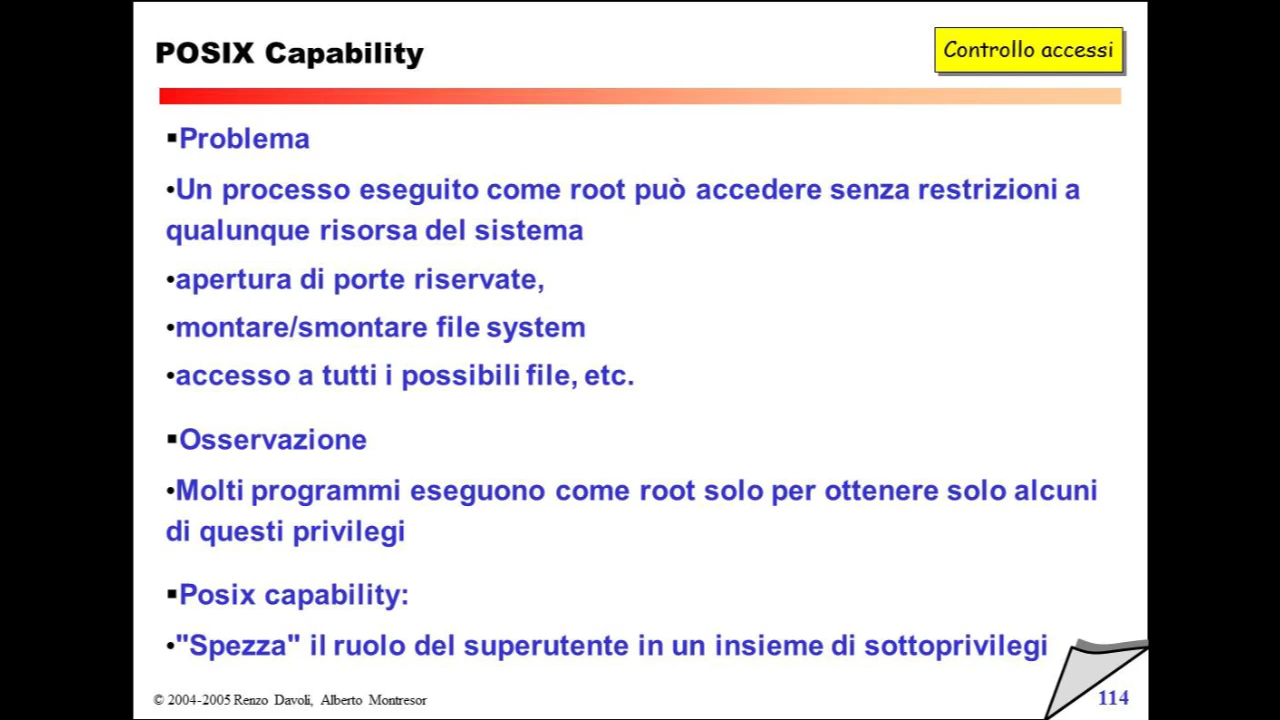 POSIX Capability
Controllo accessi
▪Problema
•Un processo eseguito come root può accedere senza restrizioni a
qualunque risorsa del sistema
•apertura di porte riservate,
•montare/smontare file system
•accesso a tutti i possibili file, etc.
▪Osservazione
•Molti programmi eseguono come root solo per ottenere solo alcuni
di questi privilegi
▪Posix capability:
•"Spezza" il ruolo del superutente in un insieme di sottoprivilegi
© 2004-2005 Renzo Davoli, Alberto Montresor
114